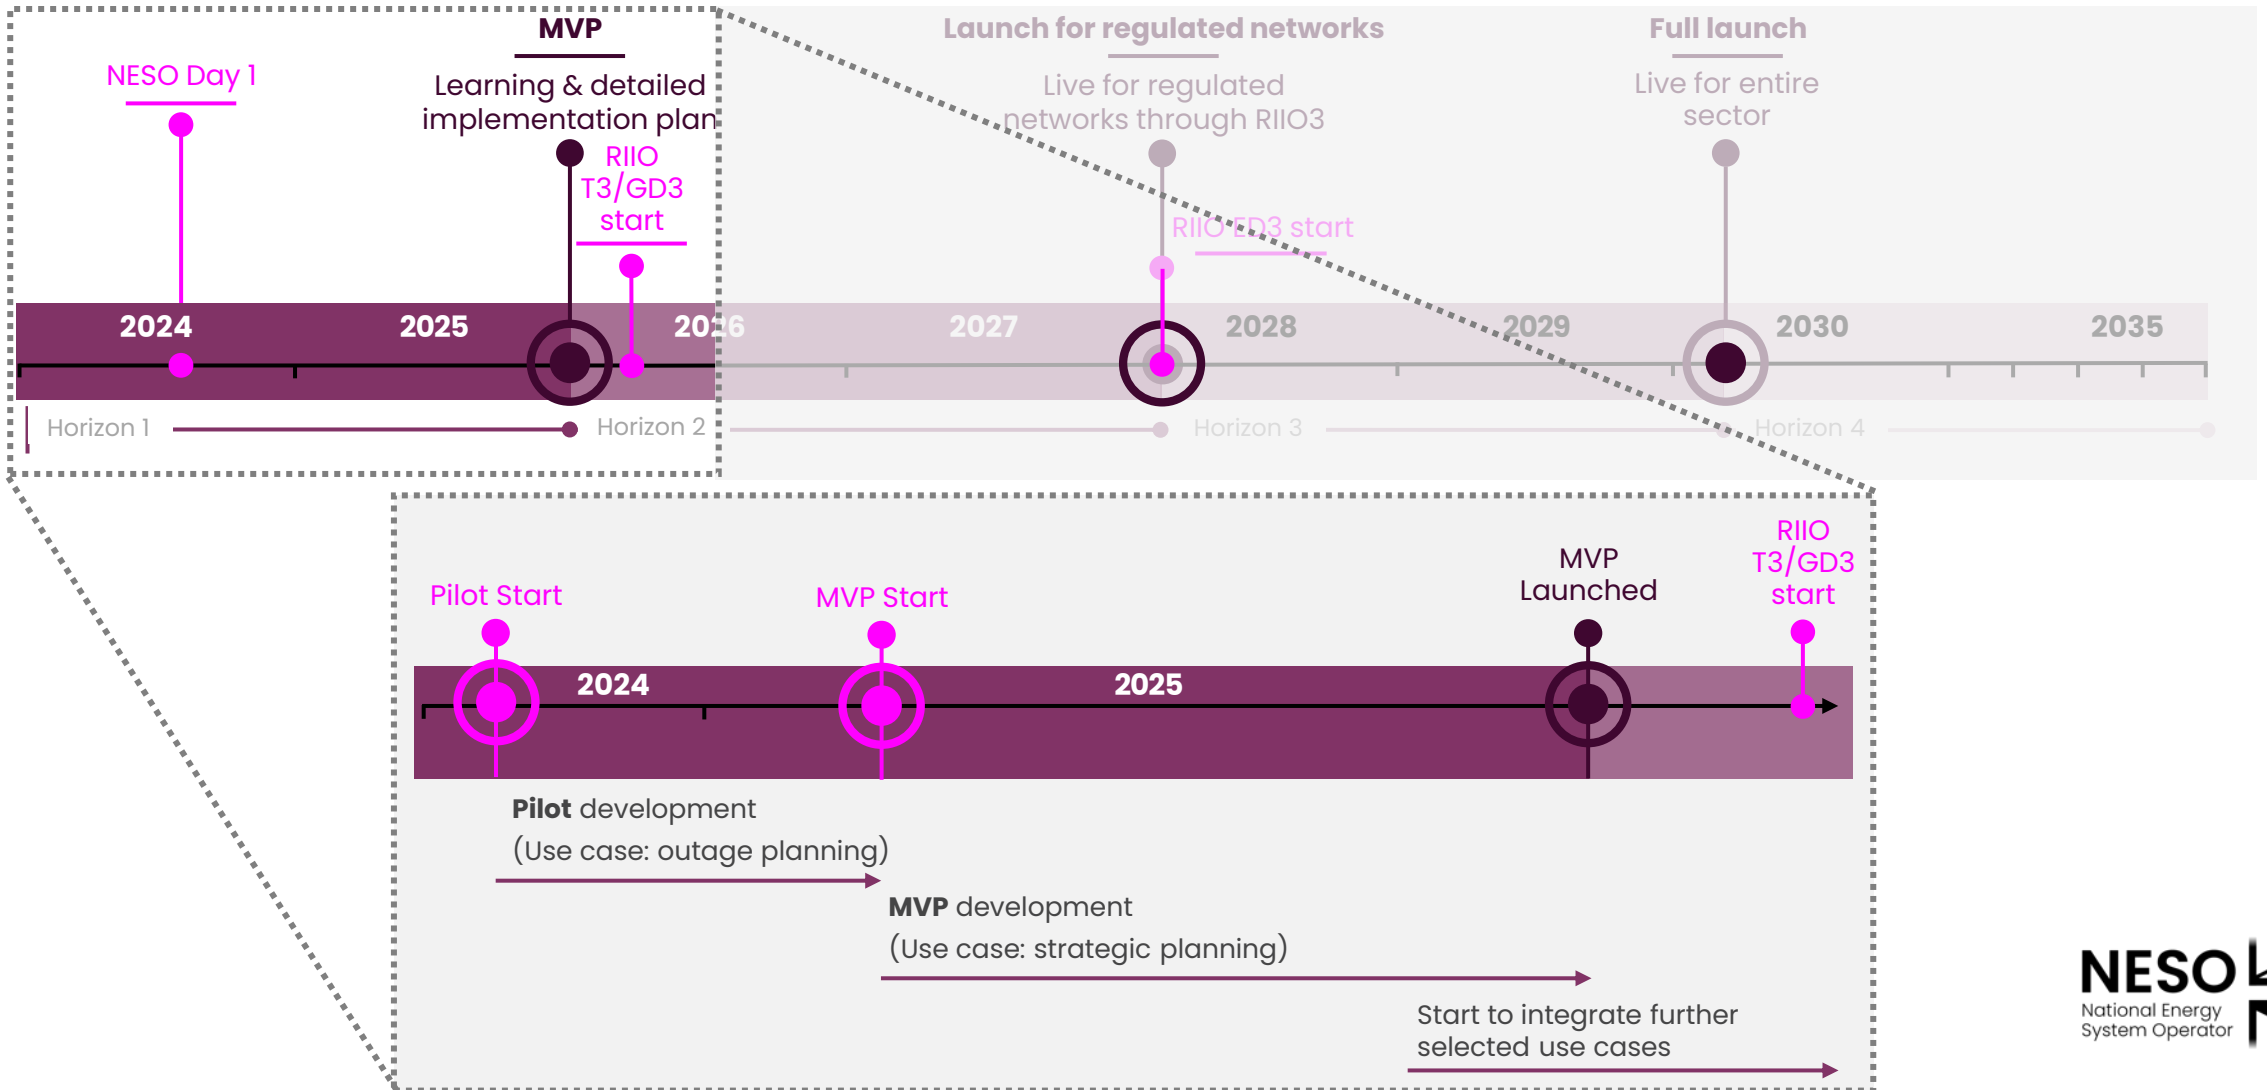 MVP
Launch for regulated networks
Full launch
NESO Day 1
Learning & detailed
implementation plan
Live for regulated
networks through RIIO3
Live for entire
sector
RIIO
T3/GD3
start
RIIO ED3 start
2024
2025
2026
2027
2028
2029
2030
2035
Horizon 1
Horizon 2
Horizon 3
Horizon 4
Pilot Start
MVP Start
MVP
Launched
RIIO
T3/GD3
start
2024
2025
Pilot development
(Use case: outage planning)
MVP development
(Use case: strategic planning)
Start to integrate further
selected use cases
NESO
National Energy
System Operator